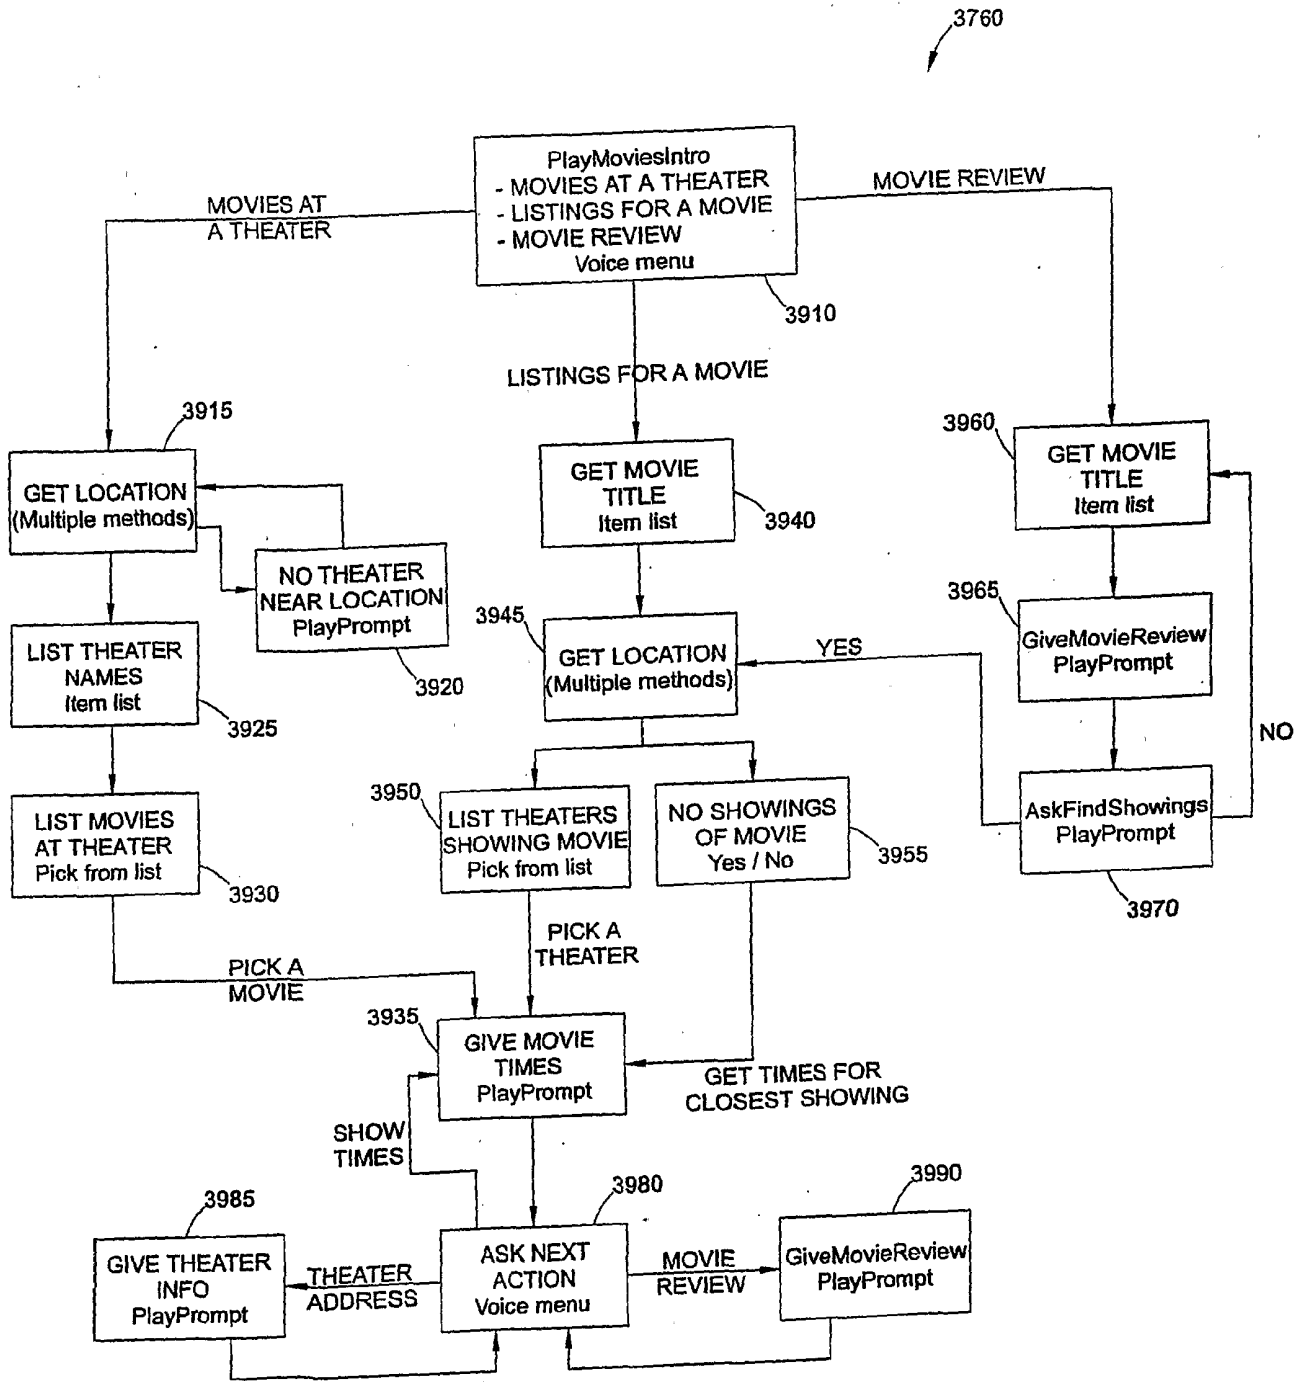 3760
PlayMoviesIntro
- MOVIES AT A THEATER
- LISTINGS FOR A MOVIE
- MOVIE REVIEW
Voice menu
3910
MOVIES AT
A THEATER
MOVIE REVIEW
LISTINGS FOR A MOVIE
3915
GET LOCATION
(Multiple methods)
NO THEATER
NEAR LOCATION
PlayPrompt
3920
LIST THEATER
NAMES
Item list
3925
LIST MOVIES
AT THEATER
Pick from list
3930
PICK A
MOVIE
GET MOVIE
TITLE
Item list
3940
3945
GET LOCATION
(Multiple methods)
YES
3950
LIST THEATERS
SHOWING MOVIE
Pick from list
NO SHOWINGS
OF MOVIE
Yes / No
3955
PICK A
THEATER
3960
GET MOVIE
TITLE
Item list
3965
GiveMovieReview
PlayPrompt
NO
AskFindShowings
PlayPrompt
3970
3935
GIVE MOVIE
TIMES
PlayPrompt
GET TIMES FOR
CLOSEST SHOWING
SHOW
TIMES
3985
GIVE THEATER
INFO
PlayPrompt
THEATER
ADDRESS
3980
ASK NEXT
ACTION
Voice menu
MOVIE
REVIEW
3990
GiveMovieReview
PlayPrompt